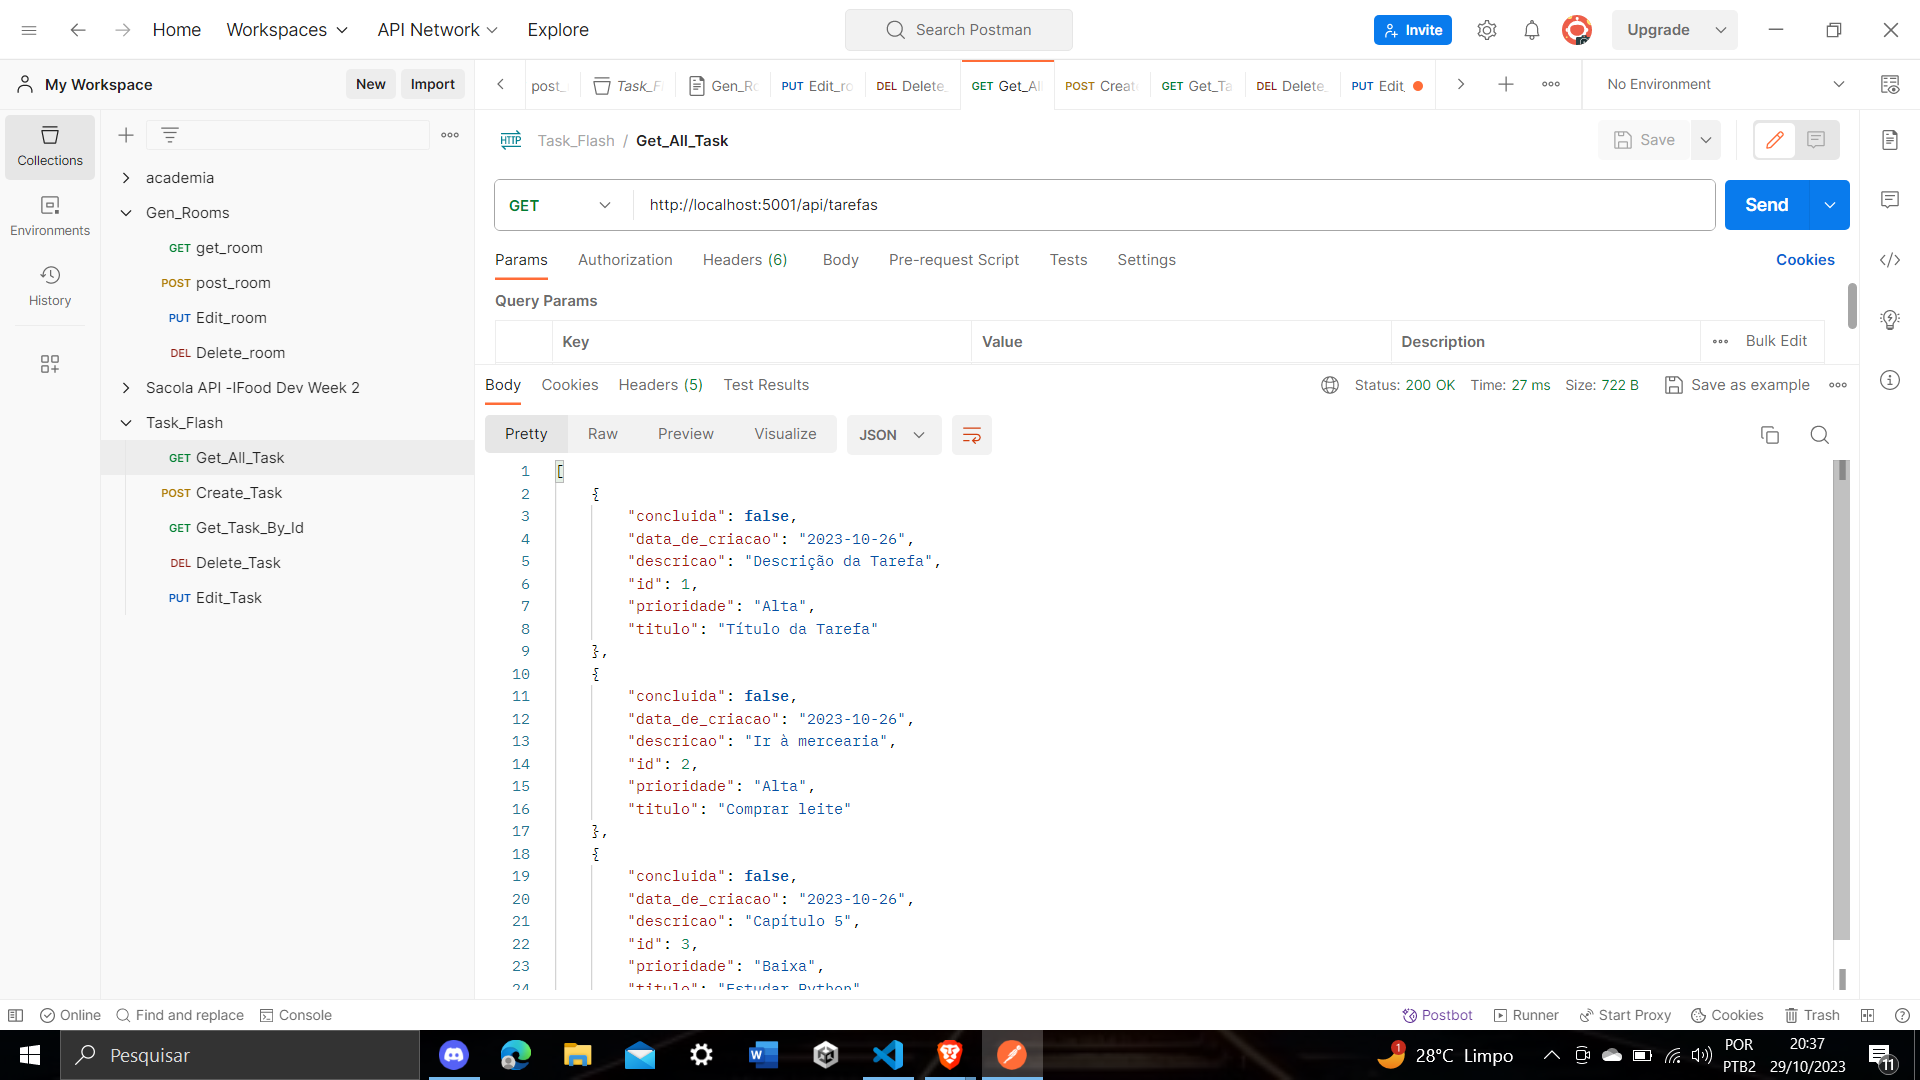 Home Workspaces API Network Explore Search Postman Invite Upgrade
My Workspace New Import
post_ Task_F Gen_Ro PUT Edit_ro DEL Delete_ GET Get_Al POST Creat GET Get_Ta DEL Delete_ PUT Edit_ No Environment
Collections
Environments
History
academia
Gen_Rooms
GET get_room
POST post_room
PUT Edit_room
DEL Delete_room
Sacola API -IFood Dev Week 2
Task_Flash
GET Get_All_Task
POST Create_Task
GET Get_Task_By_Id
DEL Delete_Task
PUT Edit_Task
HTTP Task_Flash / Get_All_Task Save
GET http://localhost:5001/api/tarefas Send
Params Authorization Headers (6) Body Pre-request Script Tests Settings Cookies
Query Params
Key Value Description Bulk Edit
Body Cookies Headers (5) Test Results Status: 200 OK Time: 27 ms Size: 722 B Save as example
Pretty Raw Preview Visualize JSON
1 [
2 {
3 "concluida": false,
4 "data_de_criacao": "2023-10-26",
5 "descricao": "Descrição da Tarefa",
6 "id": 1,
7 "prioridade": "Alta",
8 "titulo": "Título da Tarefa"
9 },
10 {
11 "concluida": false,
12 "data_de_criacao": "2023-10-26",
13 "descricao": "Ir à mercearia",
14 "id": 2,
15 "prioridade": "Alta",
16 "titulo": "Comprar leite"
17 },
18 {
19 "concluida": false,
20 "data_de_criacao": "2023-10-26",
21 "descricao": "Capítulo 5",
22 "id": 3,
23 "prioridade": "Baixa",
24 "titulo": "Estudar Python"
Online Find and replace Console Postbot Runner Start Proxy Cookies Trash
Pesquisar 1 28°C Limpo POR 20:37
PTB2 29/10/2023 11